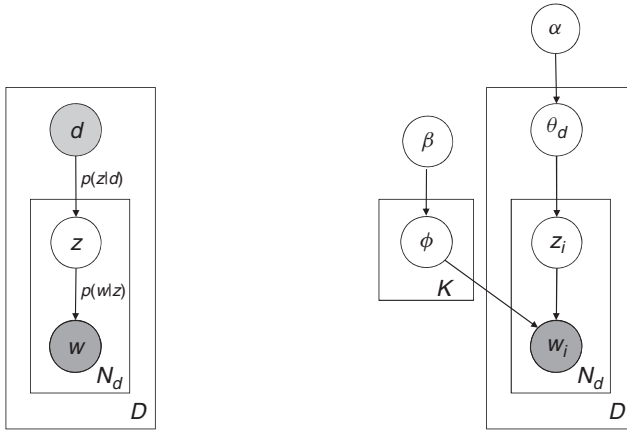 d
p(z|d)
z
p(w|z)
w
N_d
D
α
θ_d
β
ϕ
K
z_i
w_i
N_d
D